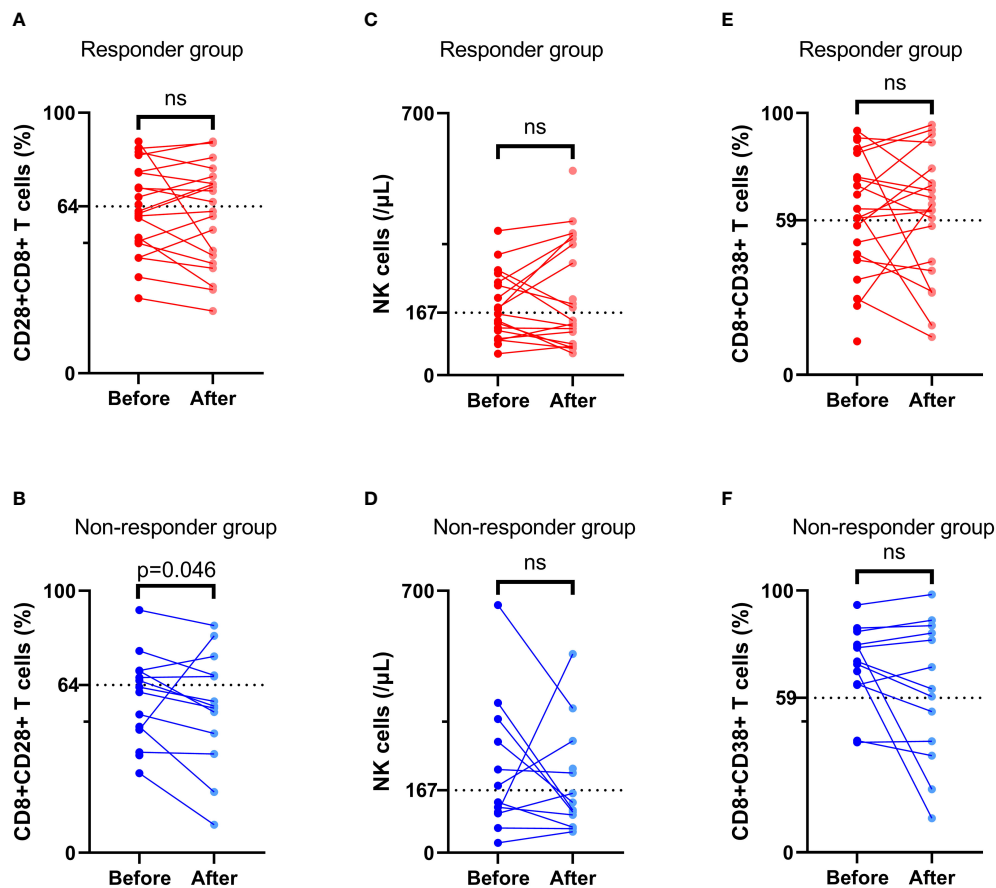 A
Responder group
ns
100
64
0
CD28+CD8+ T cells (%)
Before After
C
Responder group
ns
700
167
0
NK cells (/μL)
Before After
E
Responder group
ns
100
59
0
CD8+CD38+ T cells (%)
Before After
B
Non-responder group
p=0.046
100
64
0
CD8+CD28+ T cells (%)
Before After
D
Non-responder group
ns
700
167
0
NK cells (/μL)
Before After
F
Non-responder group
ns
100
59
0
CD8+CD38+ T cells (%)
Before After